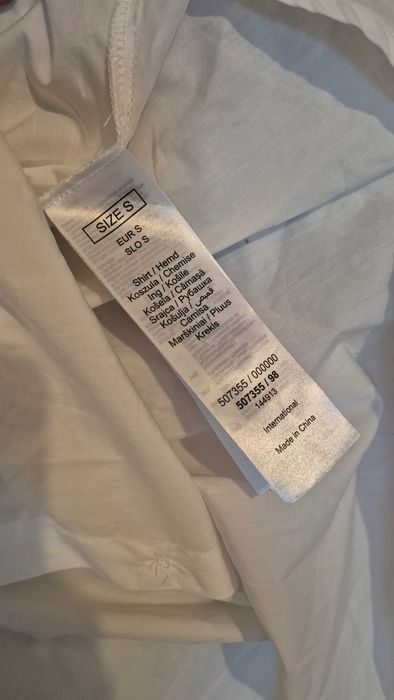 SIZE S
EUR S
SLO S
Shirt / Hemd
Koszula / Chemise
Ing / Košile
Košeľa / Cămașă
Srajca / Рубашка
Košulja / قميص
Camisa
Marškiniai / Pluus
Krekls
507355 / 000000
507355 / 98
144913
International
Made in China